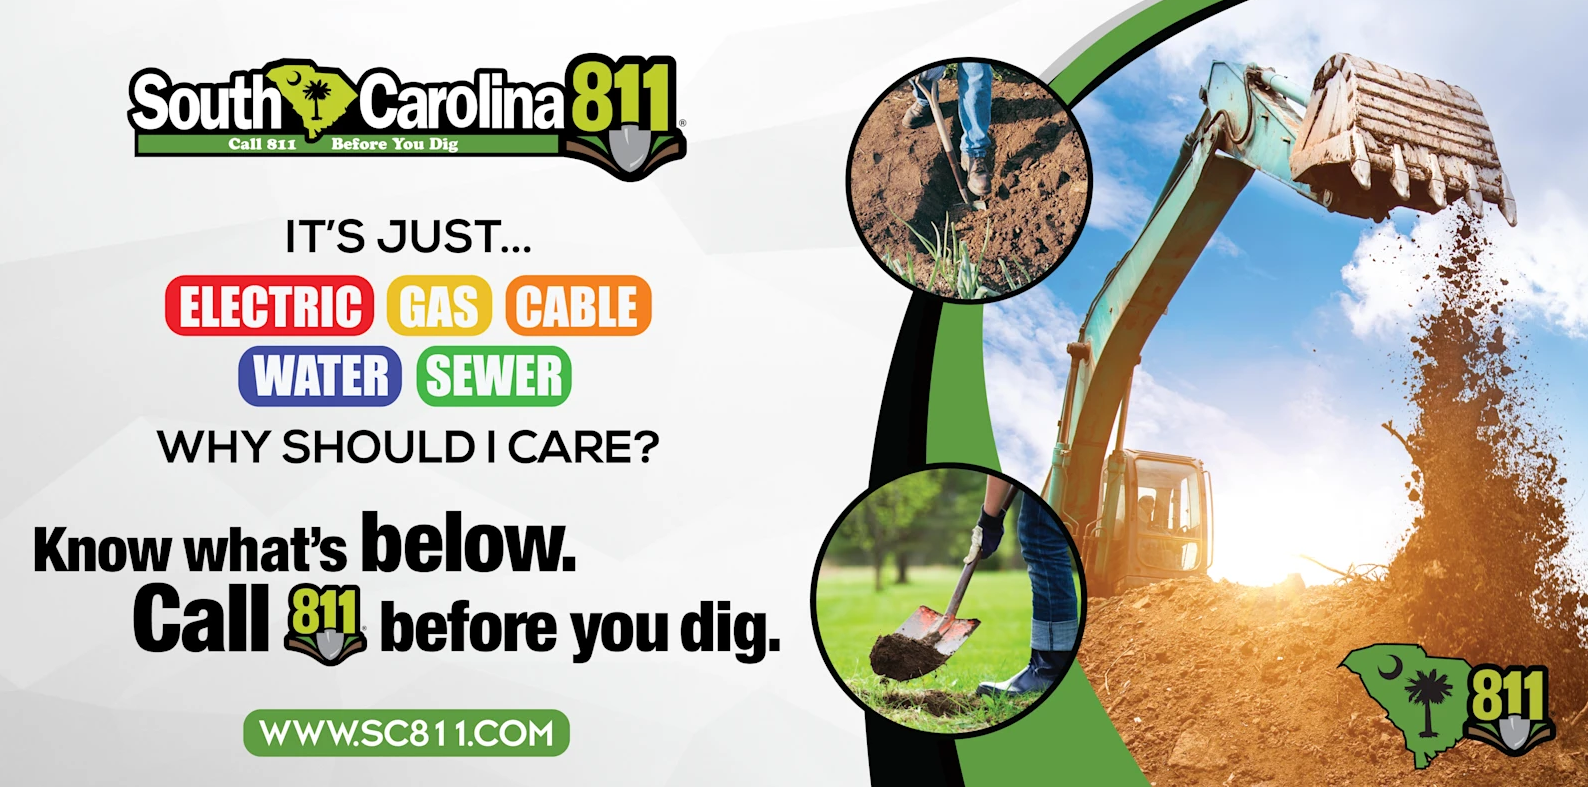 South Carolina 811®
Call 811 Before You Dig
IT'S JUST...
ELECTRIC GAS CABLE
WATER SEWER
WHY SHOULD I CARE?
Know what's below.
Call 811® before you dig.
WWW.SC811.COM
811